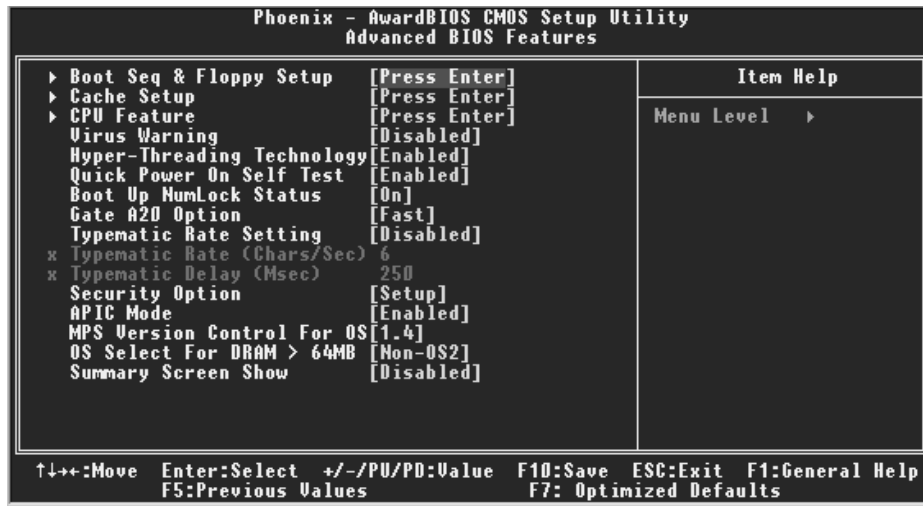 Phoenix - AwardBIOS CMOS Setup Utility
Advanced BIOS Features
▶ Boot Seq & Floppy Setup [Press Enter]
▶ Cache Setup [Press Enter]
▶ CPU Feature [Press Enter]
Virus Warning [Disabled]
Hyper-Threading Technology[Enabled]
Quick Power On Self Test [Enabled]
Boot Up NumLock Status [On]
Gate A20 Option [Fast]
Typematic Rate Setting [Disabled]
x Typematic Rate (Chars/Sec) 6
x Typematic Delay (Msec) 250
Security Option [Setup]
APIC Mode [Enabled]
MPS Version Control For OS[1.4]
OS Select For DRAM > 64MB [Non-OS2]
Summary Screen Show [Disabled]
Item Help
Menu Level ▶
↑↓→←:Move Enter:Select +/-/PU/PD:Value F10:Save ESC:Exit F1:General Help
F5:Previous Values F7: Optimized Defaults